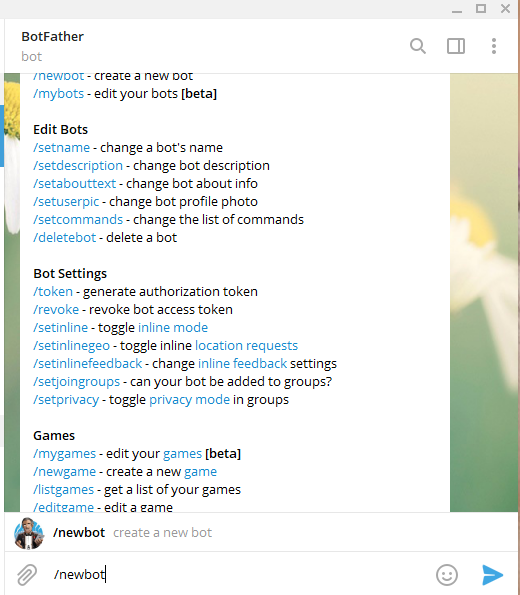 BotFather
bot
/newbot - create a new bot
/mybots - edit your bots [beta]
Edit Bots
/setname - change a bot's name
/setdescription - change bot description
/setabouttext - change bot about info
/setuserpic - change bot profile photo
/setcommands - change the list of commands
/deletebot - delete a bot
Bot Settings
/token - generate authorization token
/revoke - revoke bot access token
/setinline - toggle inline mode
/setinlinegeo - toggle inline location requests
/setinlinefeedback - change inline feedback settings
/setjoingroups - can your bot be added to groups?
/setprivacy - toggle privacy mode in groups
Games
/mygames - edit your games [beta]
/newgame - create a new game
/listgames - get a list of your games
/editgame - edit a game
/newbot create a new bot
/newbot